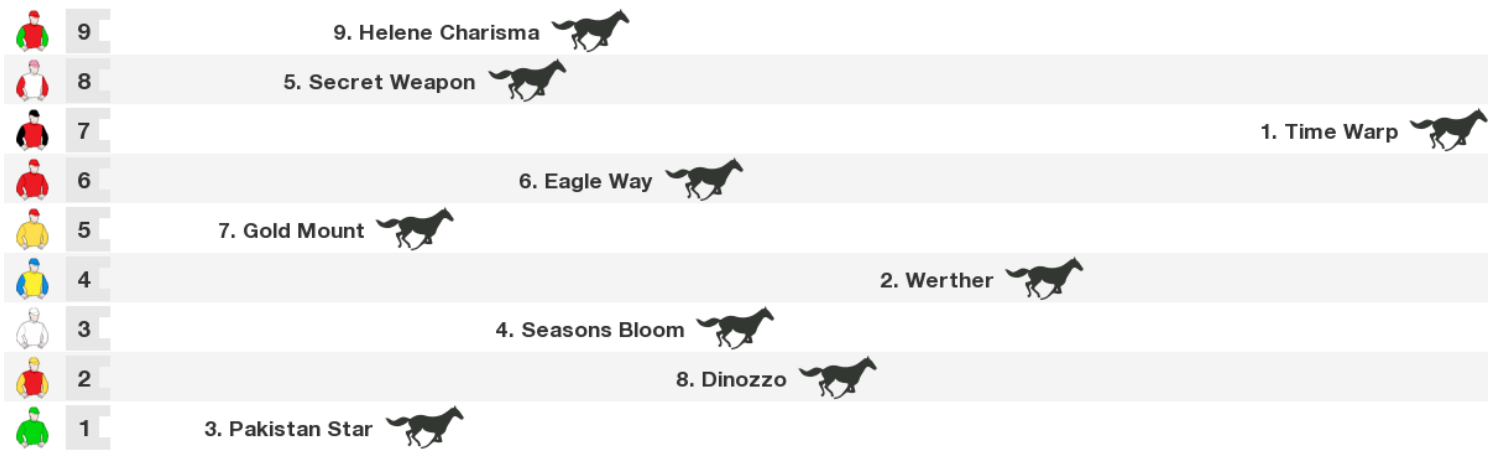 9 9. Helene Charisma
8 5. Secret Weapon
7 1. Time Warp
6 6. Eagle Way
5 7. Gold Mount
4 2. Werther
3 4. Seasons Bloom
2 8. Dinozzo
1 3. Pakistan Star